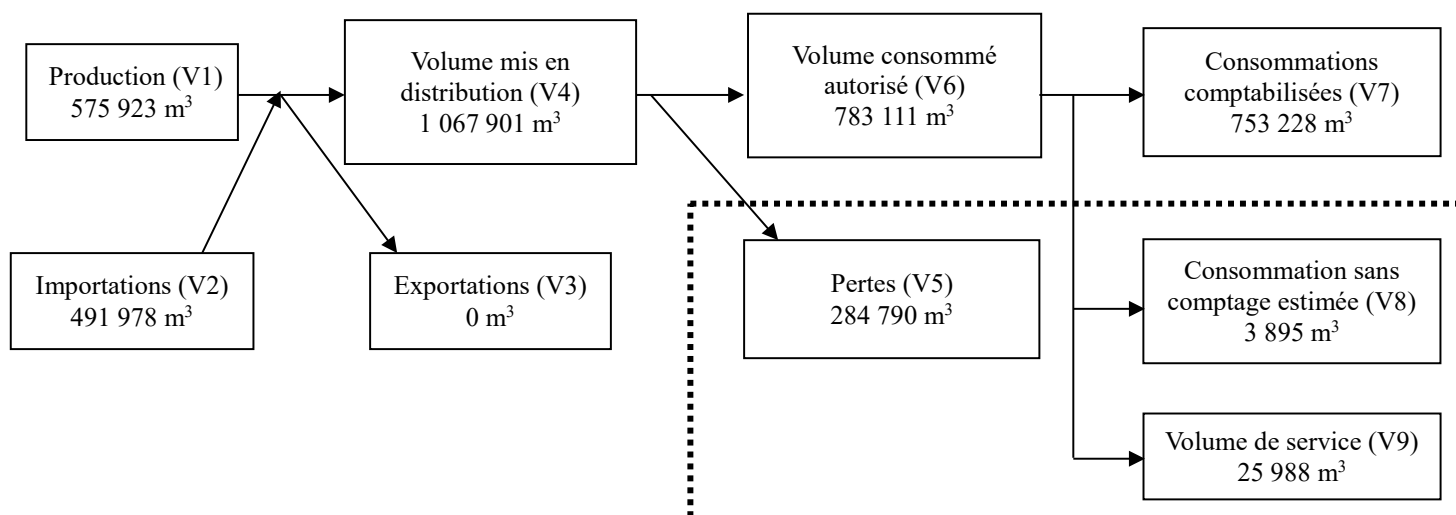 Production (V1)
575 923 m³
Volume mis en
distribution (V4)
1 067 901 m³
Volume consommé
autorisé (V6)
783 111 m³
Consommations
comptabilisées (V7)
753 228 m³
Importations (V2)
491 978 m³
Exportations (V3)
0 m³
Pertes (V5)
284 790 m³
Consommation sans
comptage estimée (V8)
3 895 m³
Volume de service (V9)
25 988 m³